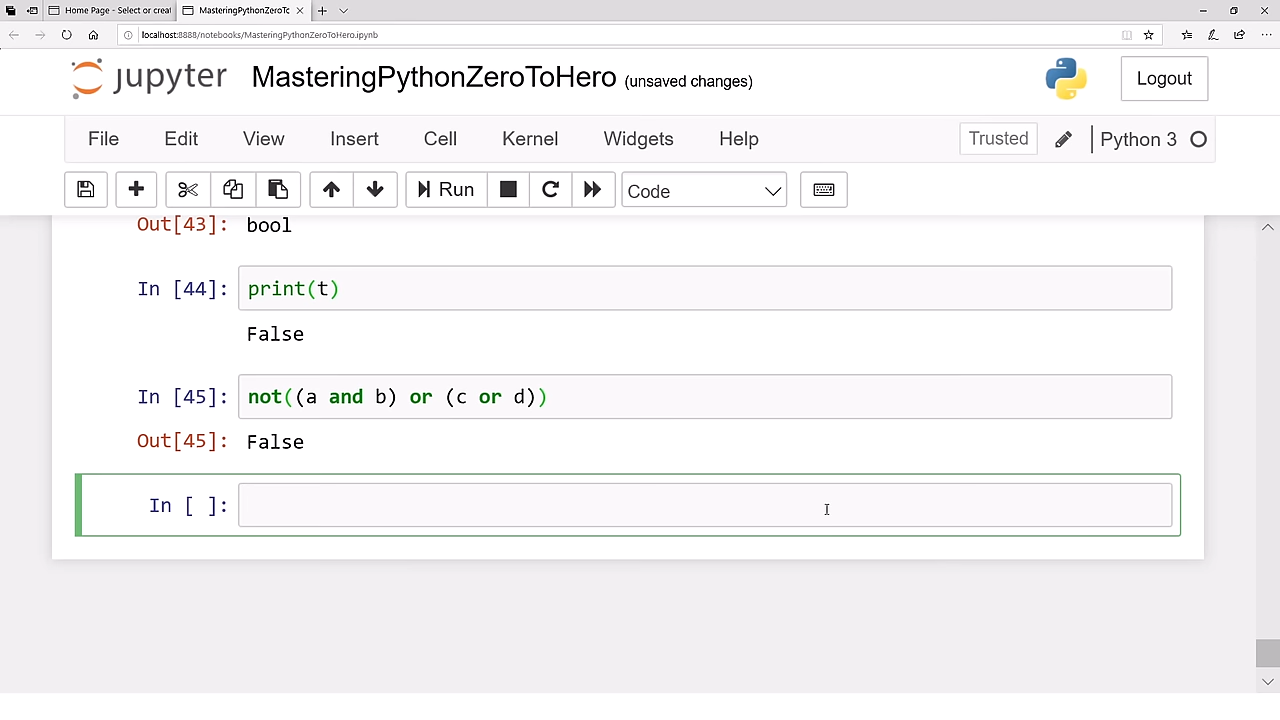 Home Page - Select or creat
MasteringPythonZeroTo
localhost:8888/notebooks/MasteringPythonZeroToHero.ipynb
jupyter MasteringPythonZeroToHero (unsaved changes)
Logout
File Edit View Insert Cell Kernel Widgets Help Trusted Python 3
Run Code
Out[43]: bool
In [44]: print(t)
False
In [45]: not((a and b) or (c or d))
Out[45]: False
In [ ]: